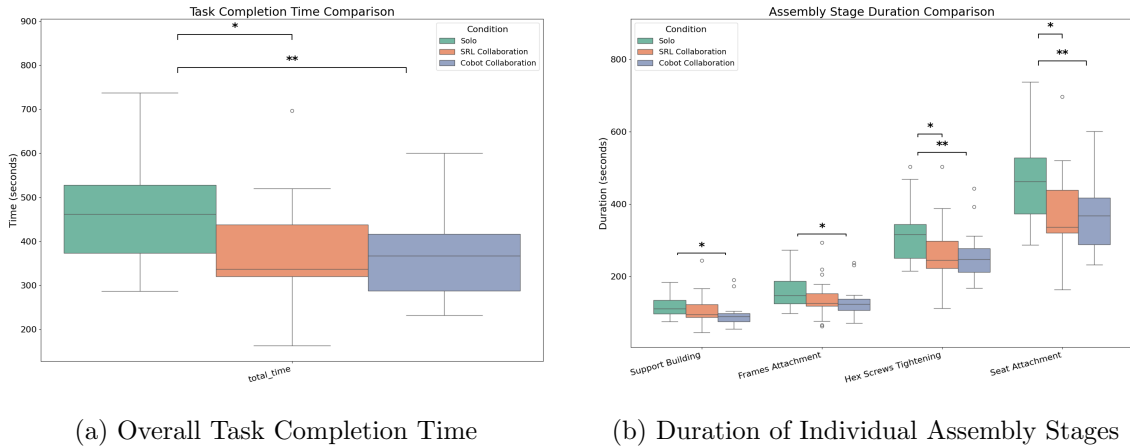 Task Completion Time Comparison
Time (seconds)
900
800
700
600
500
400
300
200
*
**
Condition
Solo
SRL Collaboration
Cobot Collaboration
total_time
(a) Overall Task Completion Time
Assembly Stage Duration Comparison
Duration (seconds)
800
600
400
200
*
**
*
**
*
*
Condition
Solo
SRL Collaboration
Cobot Collaboration
Support Building
Frames Attachment
Hex Screws Tightening
Seat Attachment
(b) Duration of Individual Assembly Stages